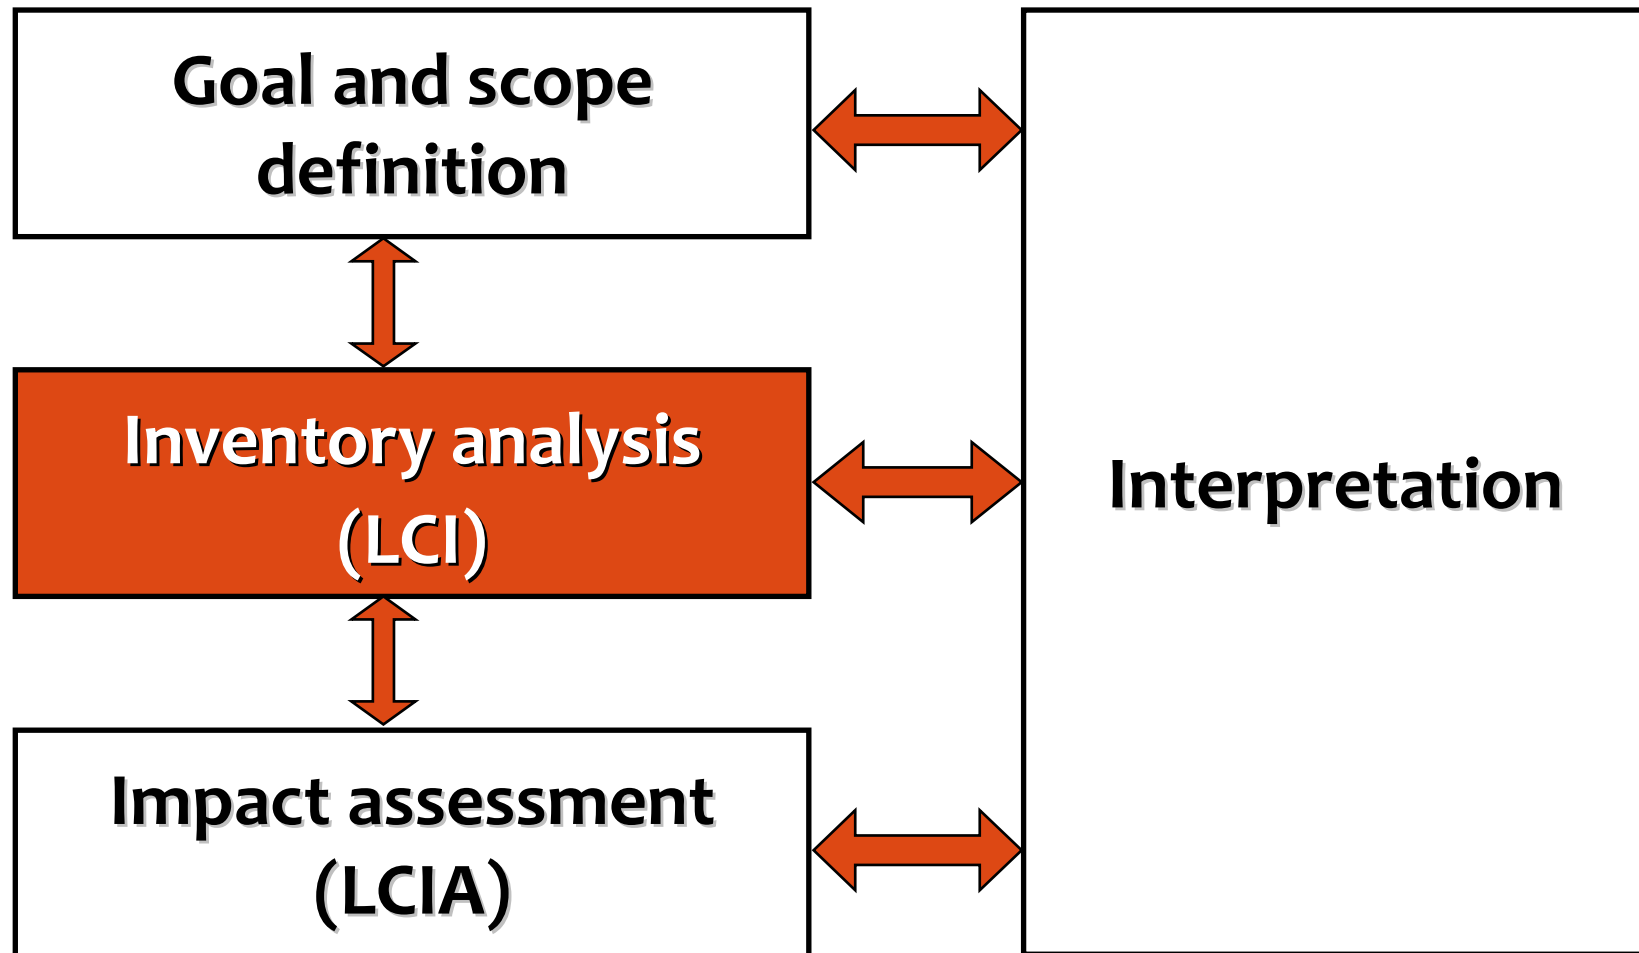 Goal and scope
definition
Inventory analysis
(LCI)
Interpretation
Impact assessment
(LCIA)